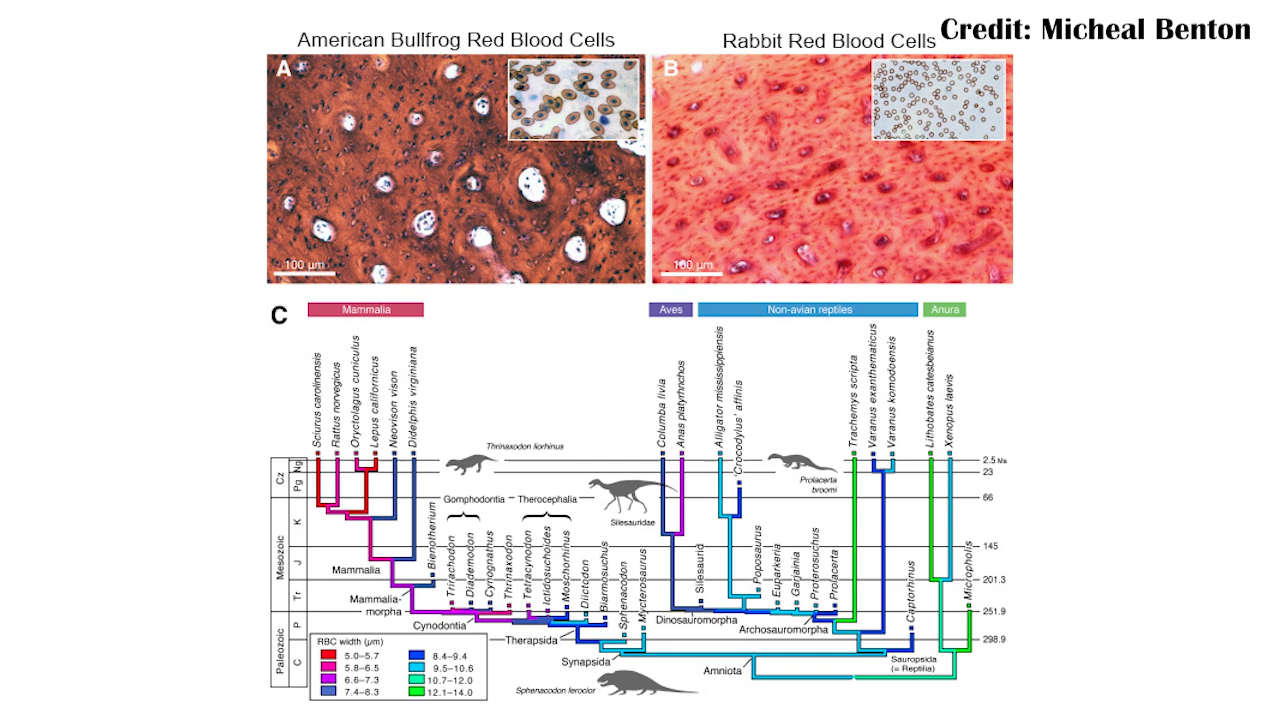 Credit: Micheal Benton
American Bullfrog Red Blood Cells
Rabbit Red Blood Cells
A
B
100 µm
100 µm
C
Mammalia
Aves
Non-avian reptiles
Anura
Sciurus carolinensis
Rattus norvegicus
Oryctolagus cuniculus
Lepus californicus
Neovison vison
Didelphis virginiana
Columba livia
Anas platyrhynchos
Alligator mississippiensis
'Crocodylus' affinis
Trachemys scripta
Varanus exanthematicus
Varanus komodoensis
Lithobates catesbeianus
Xenopus laevis
Thrinaxodon liorhinus
Prolacerta
broomi
Silesauridae
Gomphodontia
Therocephalia
Cz
Ng
Pg
Mesozoic
K
J
Tr
Paleozoic
P
C
2.5 Ma
23
66
145
201.3
251.9
298.9
Bienotherium
Trirachodon
Diademodon
Cynognathus
Thrinaxodon
Tetracynodon
Ictidosuchoides
Moschorhinus
Diictodon
Biarmosuchus
Sphenacodon
Mycterosaurus
Silesaurid
Poposaurus
Euparkeria
Garjainia
Proterosuchus
Prolacerta
Captorhinus
Micropholis
Mammalia
Mammalia-
morpha
Cynodontia
Therapsida
Synapsida
Dinosauromorpha
Archosauromorpha
Amniota
Sauropsida
(= Reptilia)
Sphenacodon ferocior
RBC width (µm)
5.0–5.7
5.8–6.5
6.6–7.3
7.4–8.3
8.4–9.4
9.5–10.6
10.7–12.0
12.1–14.0